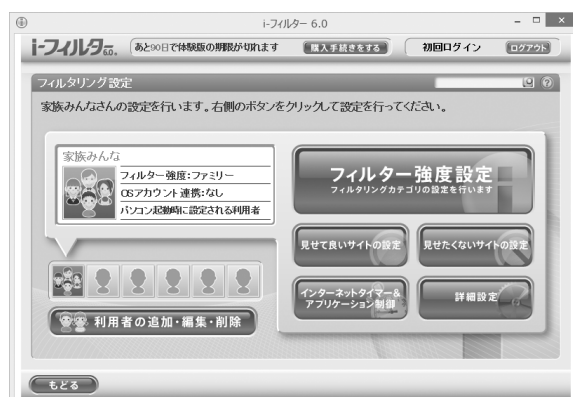 i-フィルター 6.0
i-フィルター6.0.
あと90日で体験版の期限が切れます
購入手続きをする
初回ログイン
ログアウト
フィルタリング設定
家族みんなさんの設定を行います。右側のボタンをクリックして設定を行ってください。
家族みんな
フィルター強度:ファミリー
OSアカウント連携:なし
パソコン起動時に設定される利用者
フィルター強度設定
フィルタリングカテゴリの設定を行います
見せて良いサイトの設定
見せたくないサイトの設定
インターネットタイマー&
アプリケーション制御
詳細設定
利用者の追加・編集・削除
もどる